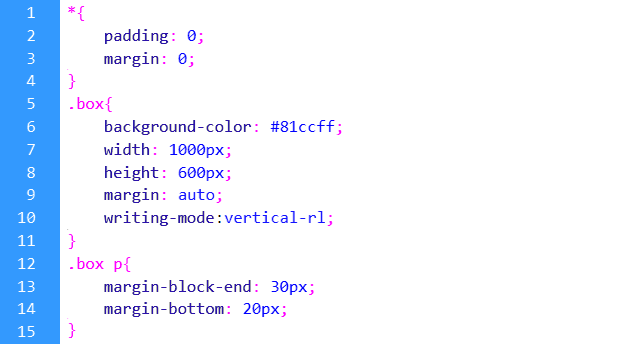 1 *{
2     padding: 0;
3     margin: 0;
4 }
5 .box{
6     background-color: #81ccff;
7     width: 1000px;
8     height: 600px;
9     margin: auto;
10     writing-mode:vertical-rl;
11 }
12 .box p{
13     margin-block-end: 30px;
14     margin-bottom: 20px;
15 }